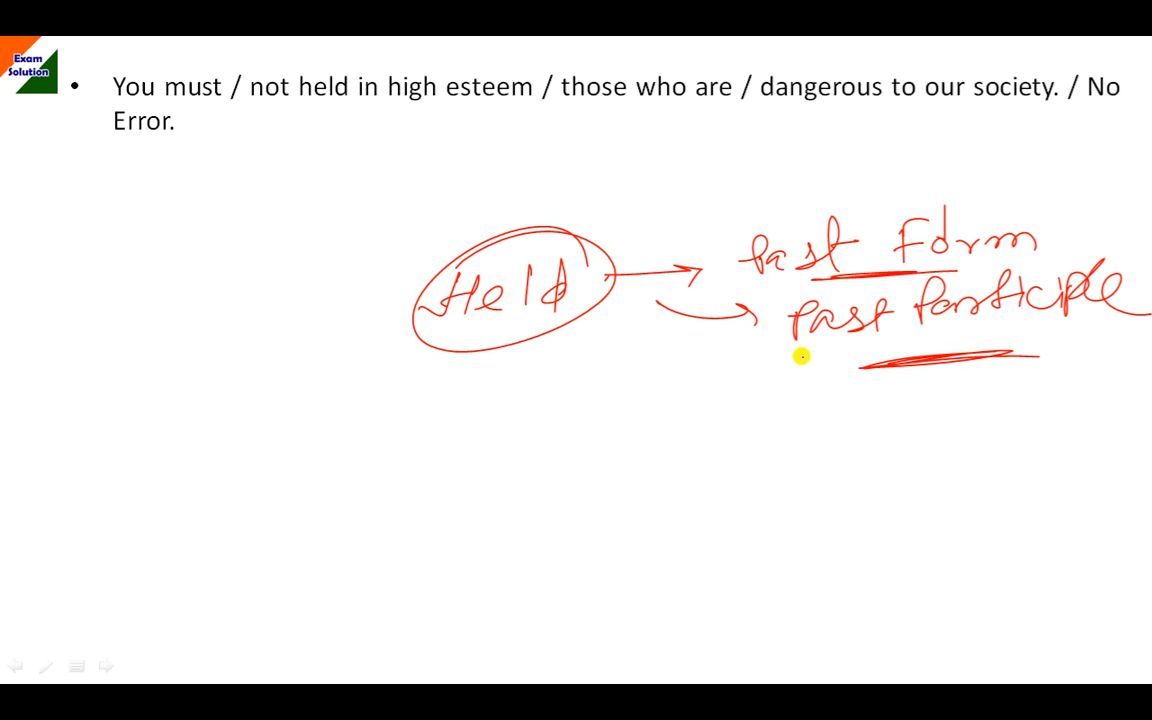 Exam
Solution
• You must / not held in high esteem / those who are / dangerous to our society. / No
Error.
Held
Past Form
Past Participle